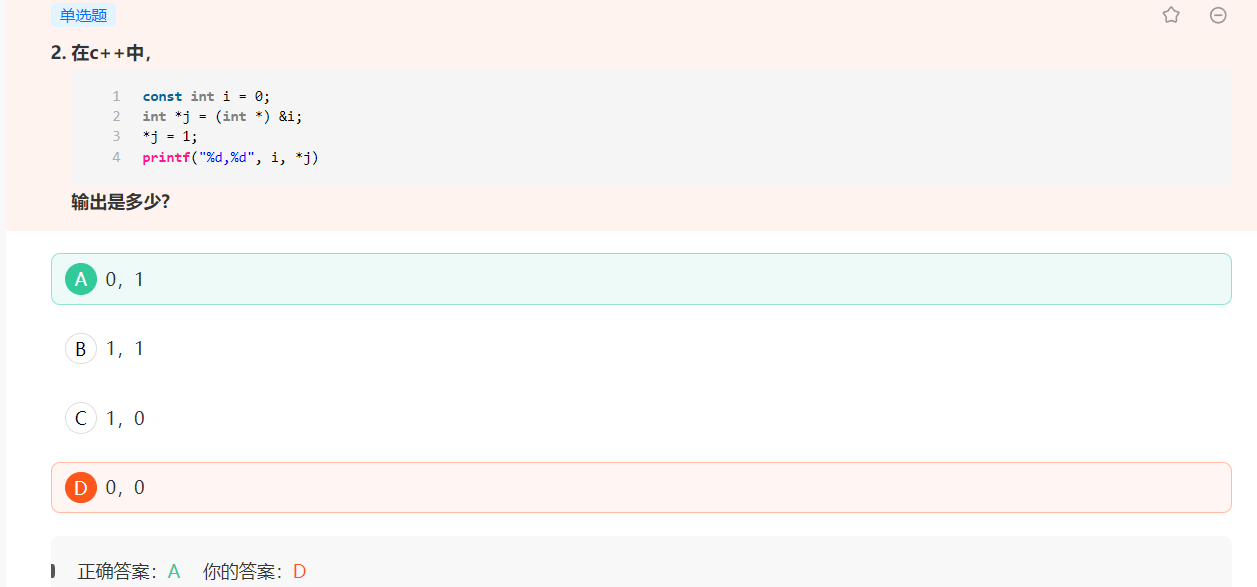 单选题
2. 在c++中，
1 const int i = 0;
2 int *j = (int *) &i;
3 *j = 1;
4 printf("%d,%d", i, *j)
输出是多少？
A 0，1
B 1，1
C 1，0
D 0，0
正确答案：A 你的答案：D